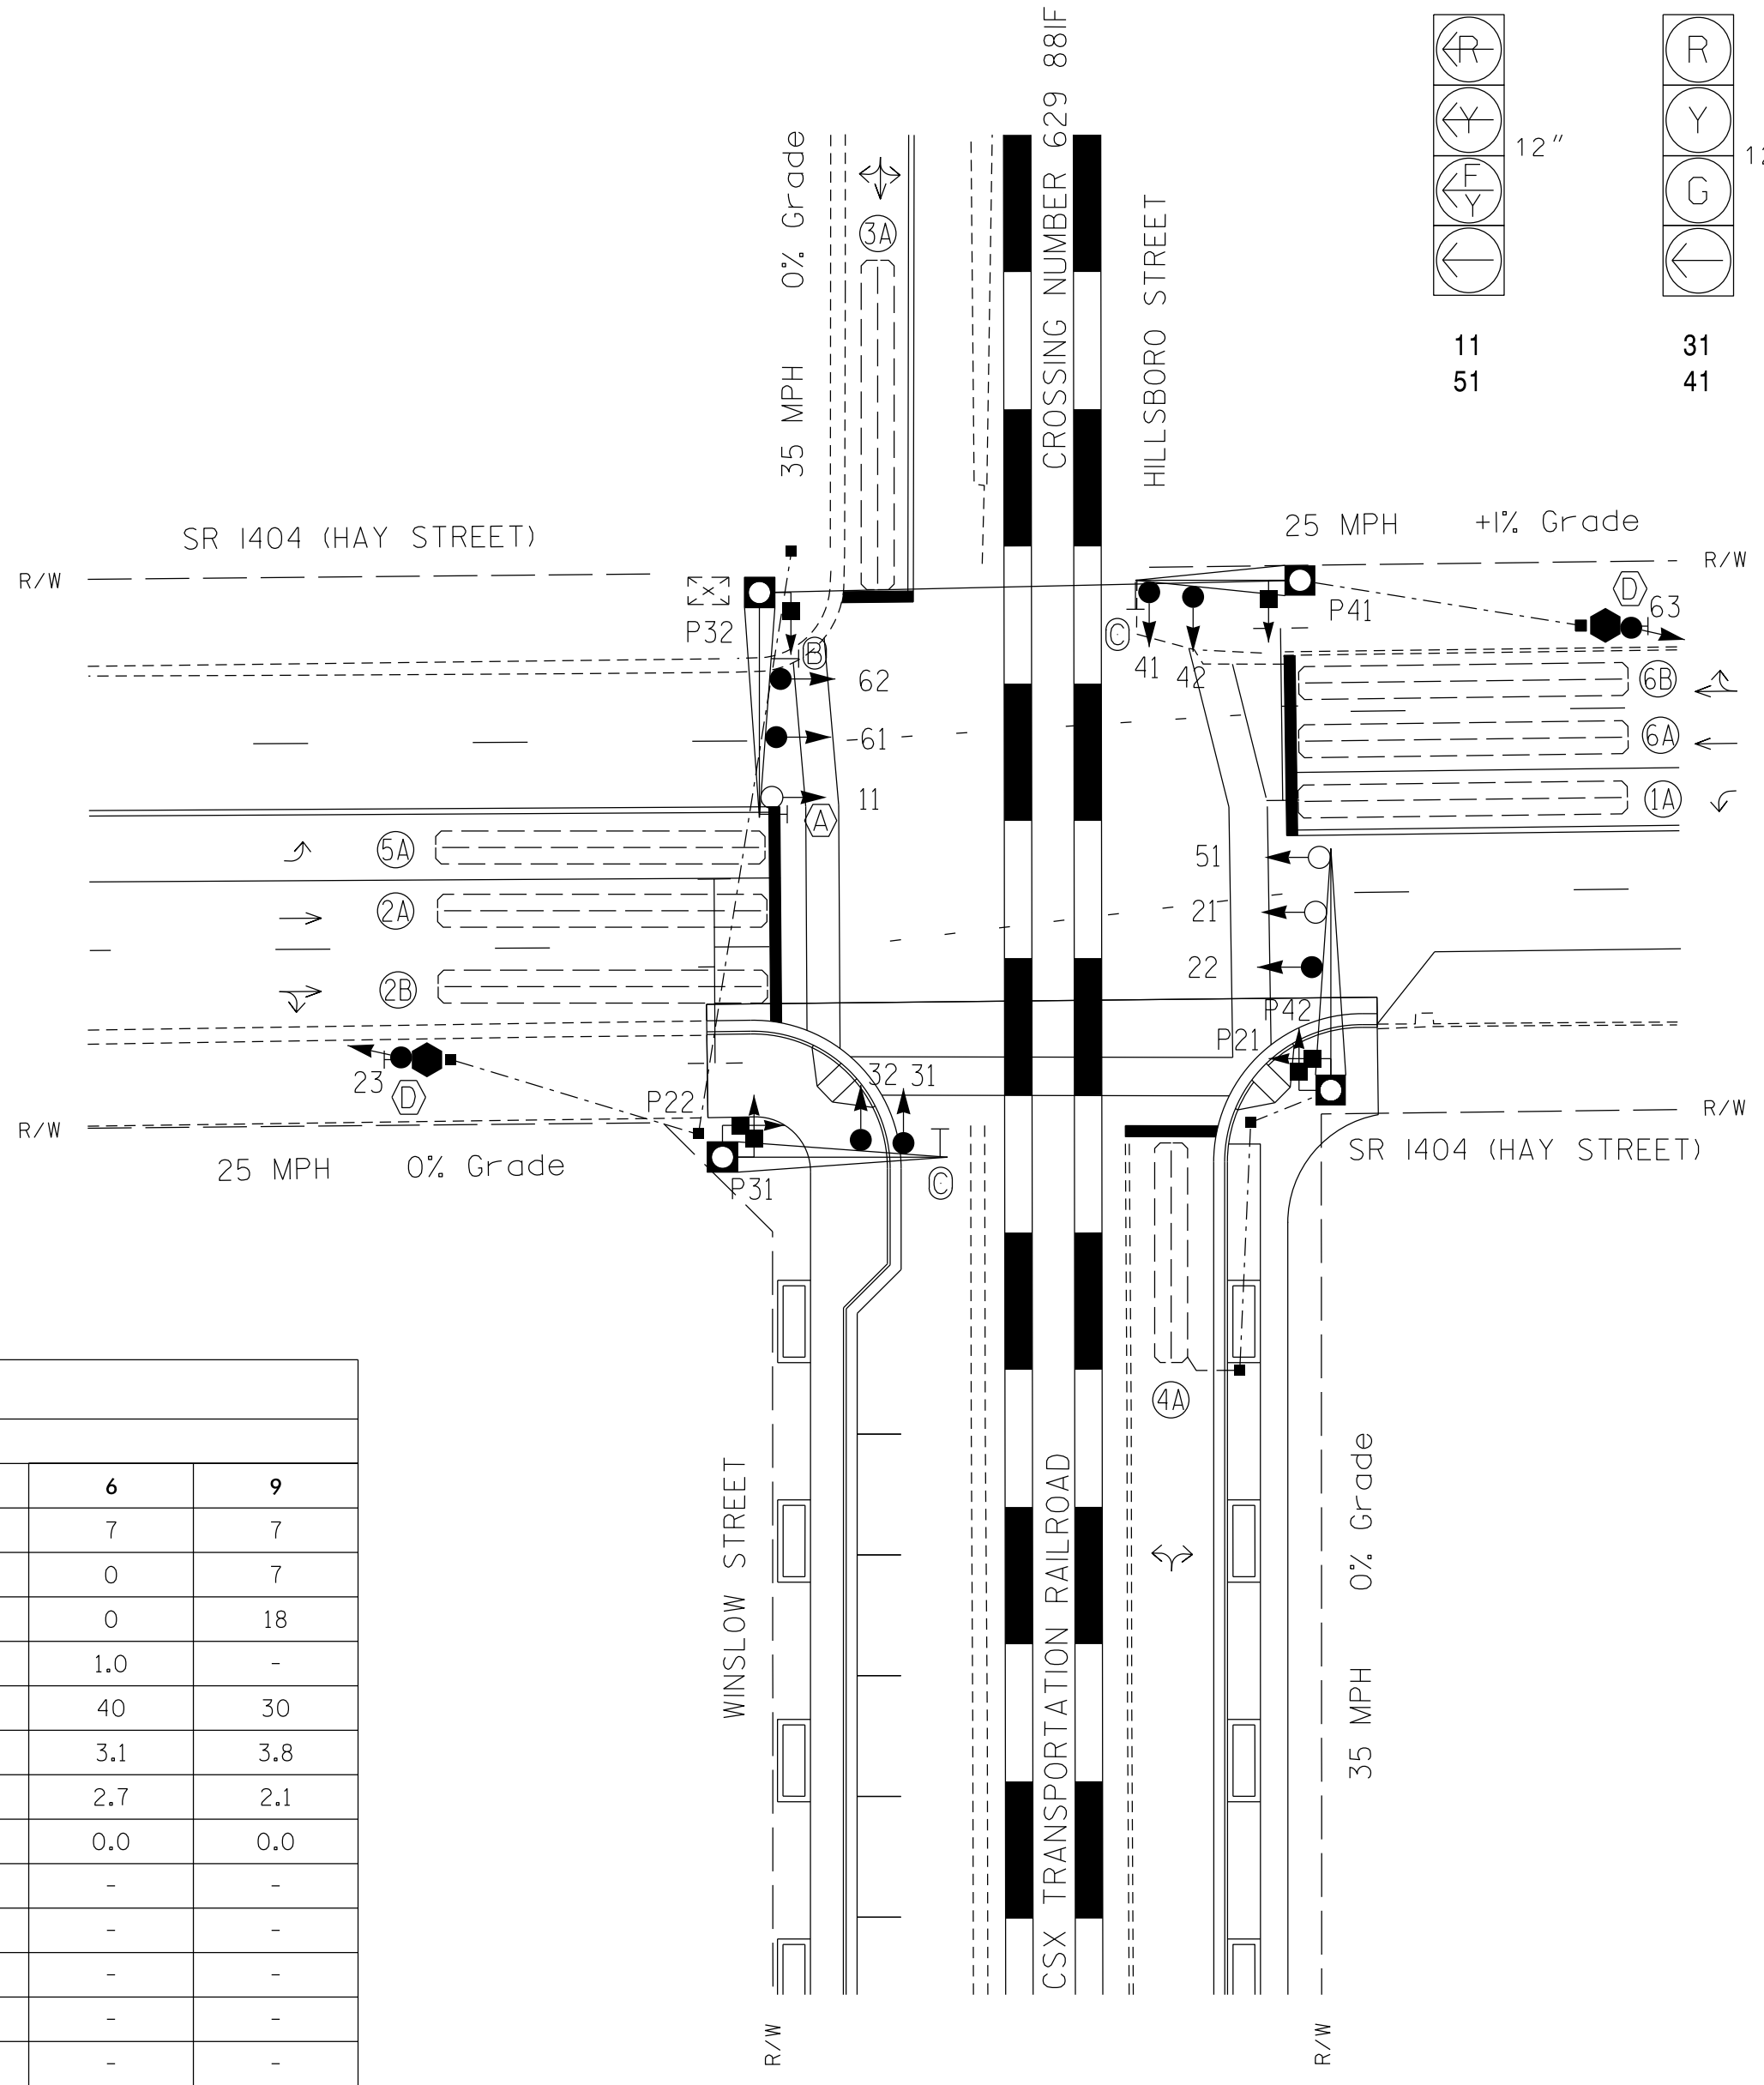 R
Y
F
Y
12"
11
51
R
Y
G
31
41
CROSSING NUMBER 629 881F
HILLSBORO STREET
35 MPH 0% Grade
3A
SR 1404 (HAY STREET)
25 MPH +1% Grade
R/W
R/W
P32
B
62
61
11
A
C
41
42
P41
D
63
6B
6A
1A
5A
2A
2B
51
21
22
P42
P21
23
D
P22
P31
32 31
C
R/W
R/W
25 MPH 0% Grade
SR 1404 (HAY STREET)
4A
WINSLOW STREET
CSX TRANSPORTATION RAILROAD
35 MPH 0% Grade
R/W
R/W
6 9
7 7
0 7
0 18
1.0 -
40 30
3.1 3.8
2.7 2.1
0.0 0.0
- -
- -
- -
- -
- -